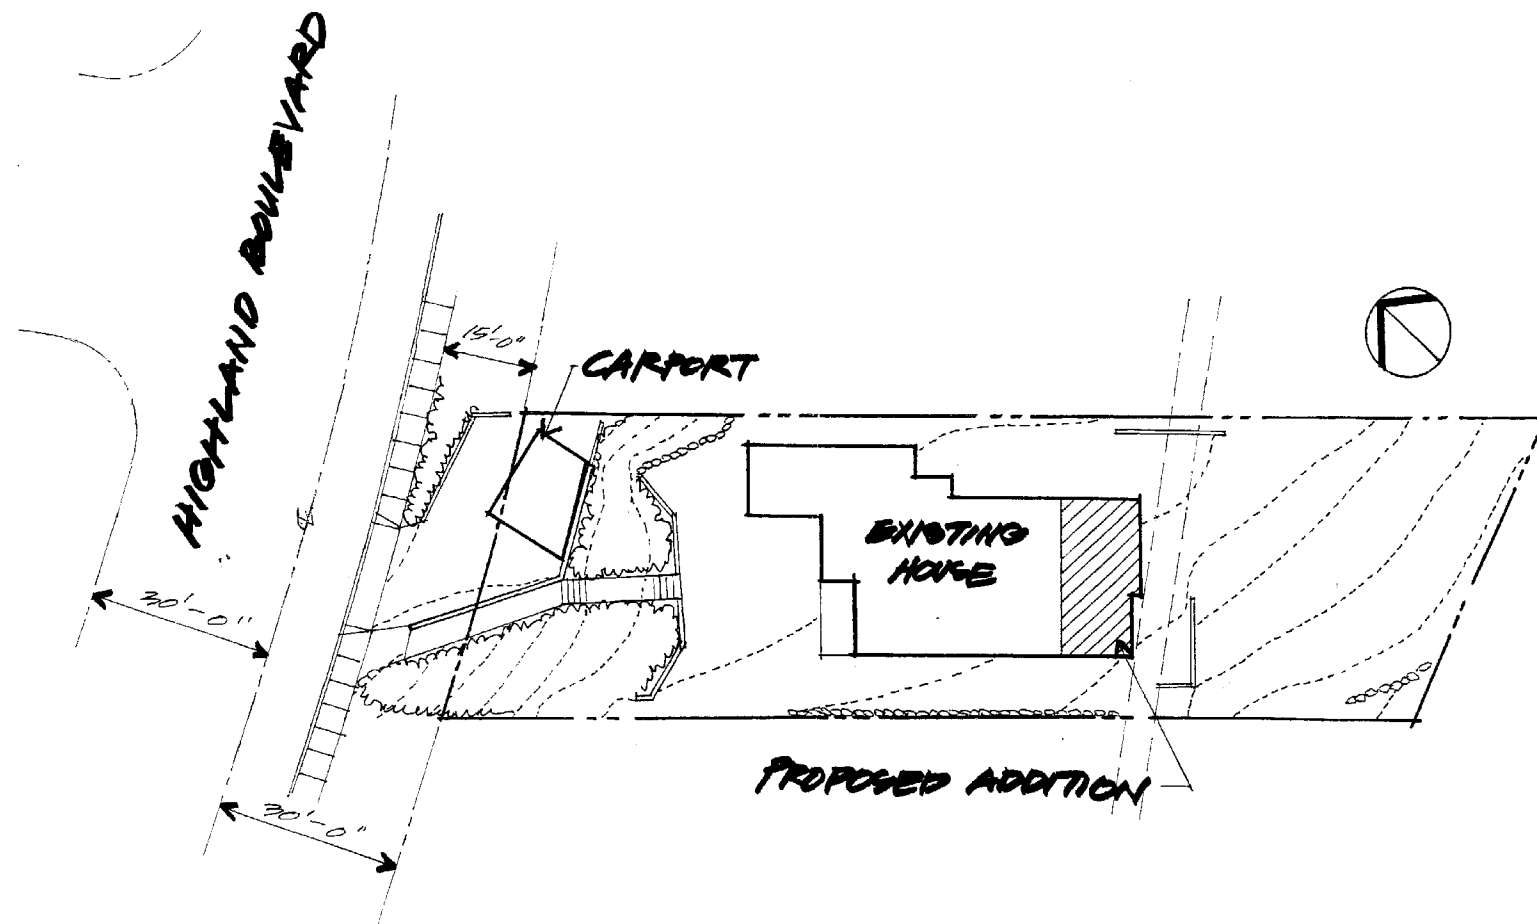 HIGHLAND BOULEVARD
15'-0"
CARPORT
EXISTING
HOUSE
30'-0"
PROPOSED ADDITION
30'-0"